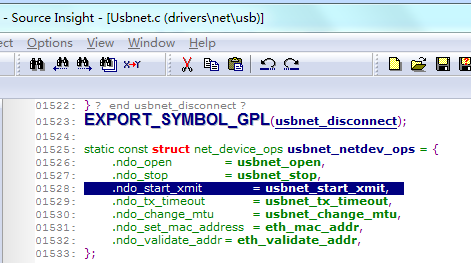 - Source Insight - [Usbnet.c (drivers\net\usb)]
Options View Window Help
01522: } ? end usbnet_disconnect ?
01523: EXPORT_SYMBOL_GPL(usbnet_disconnect);
01524:
01525: static const struct net_device_ops usbnet_netdev_ops = {
01526: .ndo_open = usbnet_open,
01527: .ndo_stop = usbnet_stop,
01528: .ndo_start_xmit = usbnet_start_xmit,
01529: .ndo_tx_timeout = usbnet_tx_timeout,
01530: .ndo_change_mtu = usbnet_change_mtu,
01531: .ndo_set_mac_address = eth_mac_addr,
01532: .ndo_validate_addr = eth_validate_addr,
01533: };